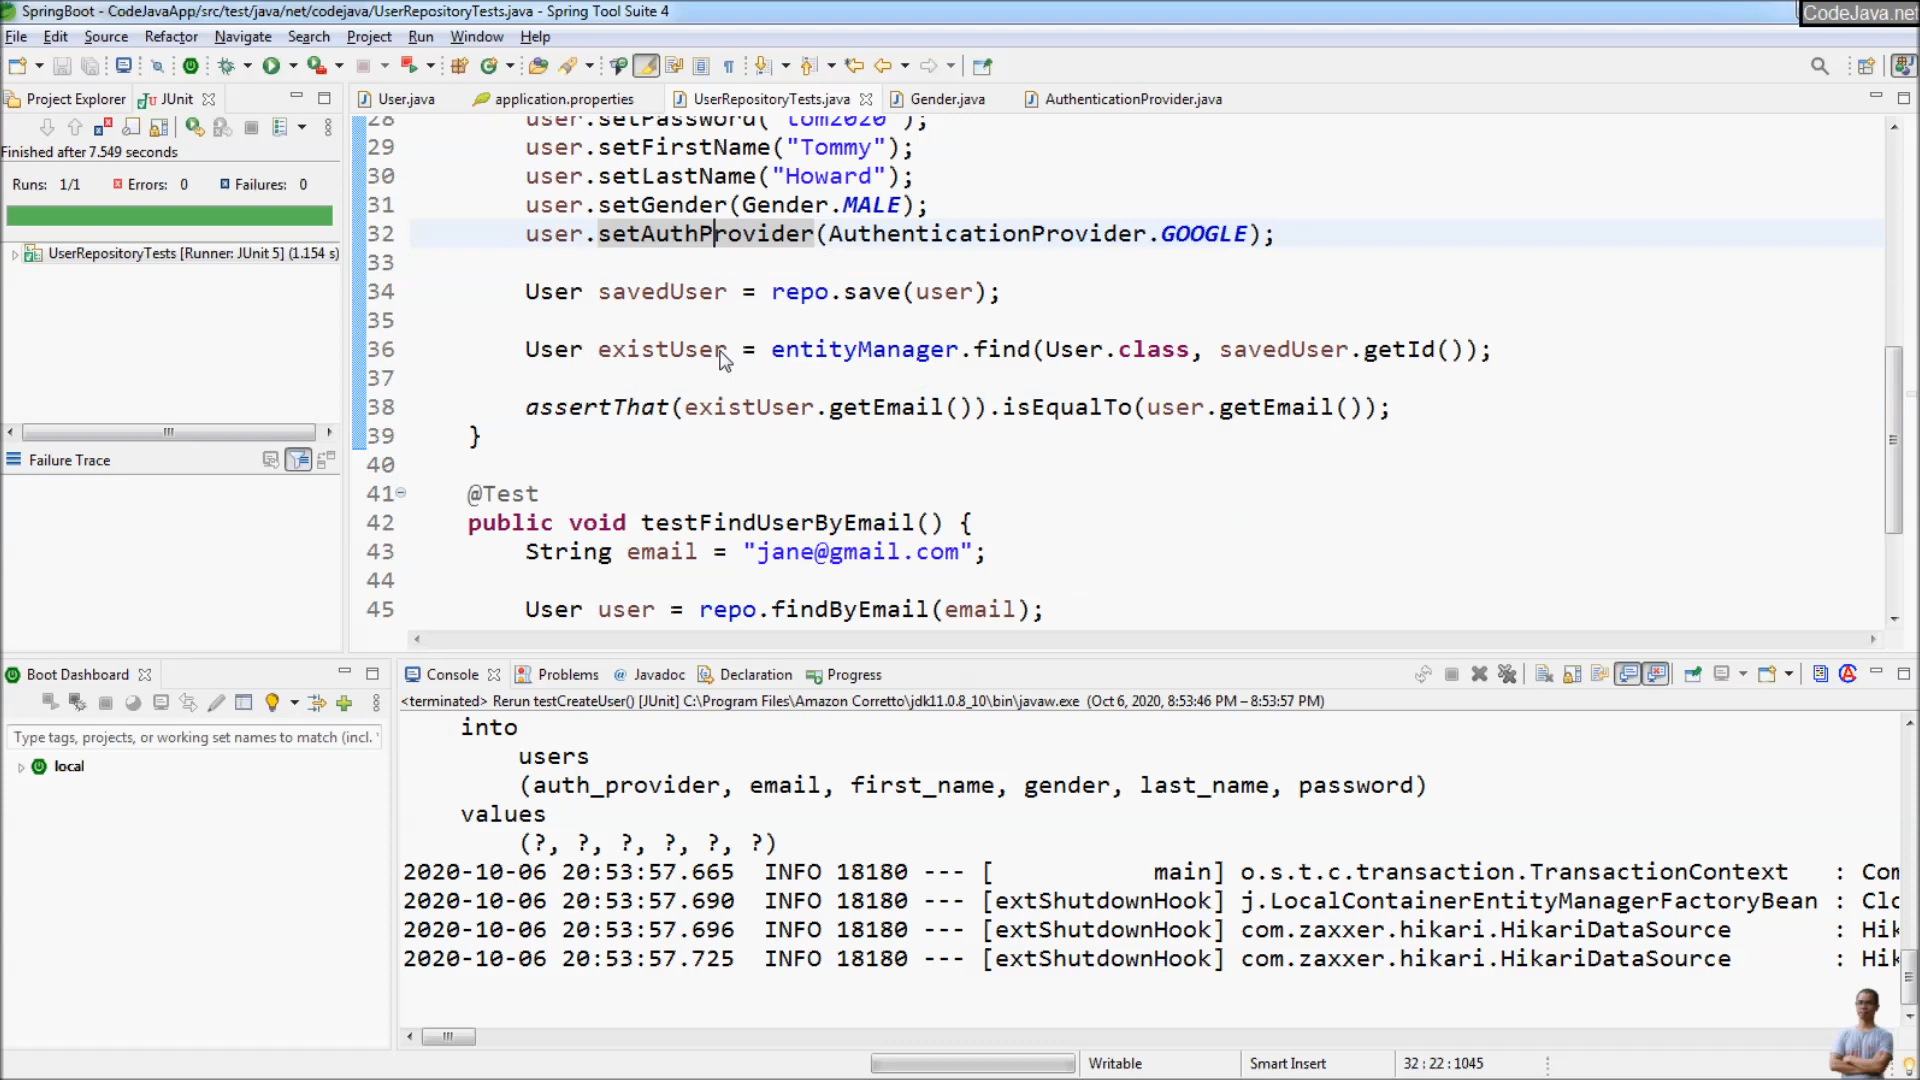 SpringBoot - CodeJavaApp/src/test/java/net/codejava/UserRepositoryTests.java - Spring Tool Suite 4
CodeJava.net
File Edit Source Refactor Navigate Search Project Run Window Help
Project Explorer JUnit
Finished after 7.549 seconds
Runs: 1/1 Errors: 0 Failures: 0
UserRepositoryTests [Runner: JUnit 5] (1.154 s)
Failure Trace
User.java application.properties UserRepositoryTests.java Gender.java AuthenticationProvider.java
28 user.setPassword("tom2020");
29 user.setFirstName("Tommy");
30 user.setLastName("Howard");
31 user.setGender(Gender.MALE);
32 user.setAuthProvider(AuthenticationProvider.GOOGLE);
33
34 User savedUser = repo.save(user);
35
36 User existUser = entityManager.find(User.class, savedUser.getId());
37
38 assertThat(existUser.getEmail()).isEqualTo(user.getEmail());
39 }
40
41 @Test
42 public void testFindUserByEmail() {
43 String email = "jane@gmail.com";
44
45 User user = repo.findByEmail(email);
Boot Dashboard
Type tags, projects, or working set names to match (incl. '
local
Console Problems @ Javadoc Declaration Progress
<terminated> Rerun testCreateUser() [JUnit] C:\Program Files\Amazon Corretto\jdk11.0.8_10\bin\javaw.exe (Oct 6, 2020, 8:53:46 PM – 8:53:57 PM)
into
users
(auth_provider, email, first_name, gender, last_name, password)
values
(?, ?, ?, ?, ?, ?)
2020-10-06 20:53:57.665 INFO 18180 --- [ main] o.s.t.c.transaction.TransactionContext : Com
2020-10-06 20:53:57.690 INFO 18180 --- [extShutdownHook] j.LocalContainerEntityManagerFactoryBean : Clo
2020-10-06 20:53:57.696 INFO 18180 --- [extShutdownHook] com.zaxxer.hikari.HikariDataSource : Hik
2020-10-06 20:53:57.725 INFO 18180 --- [extShutdownHook] com.zaxxer.hikari.HikariDataSource : Hik
Writable Smart Insert 32 : 22 : 1045